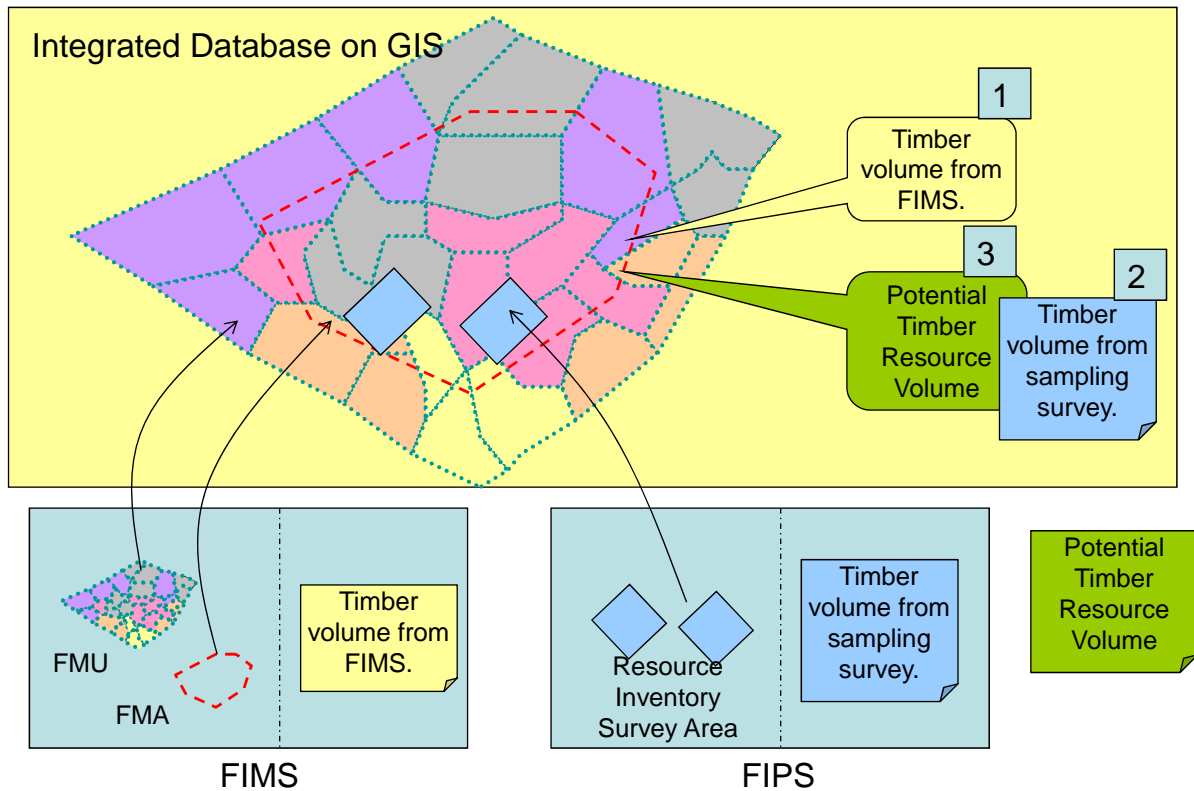 Integrated Database on GIS
1
Timber
volume from
FIMS.
3
Potential
Timber
Resource
Volume
2
Timber
volume from
sampling
survey.
FMU
FMA
Timber
volume from
FIMS.
FIMS
Resource
Inventory
Survey Area
Timber
volume from
sampling
survey.
FIPS
Potential
Timber
Resource
Volume